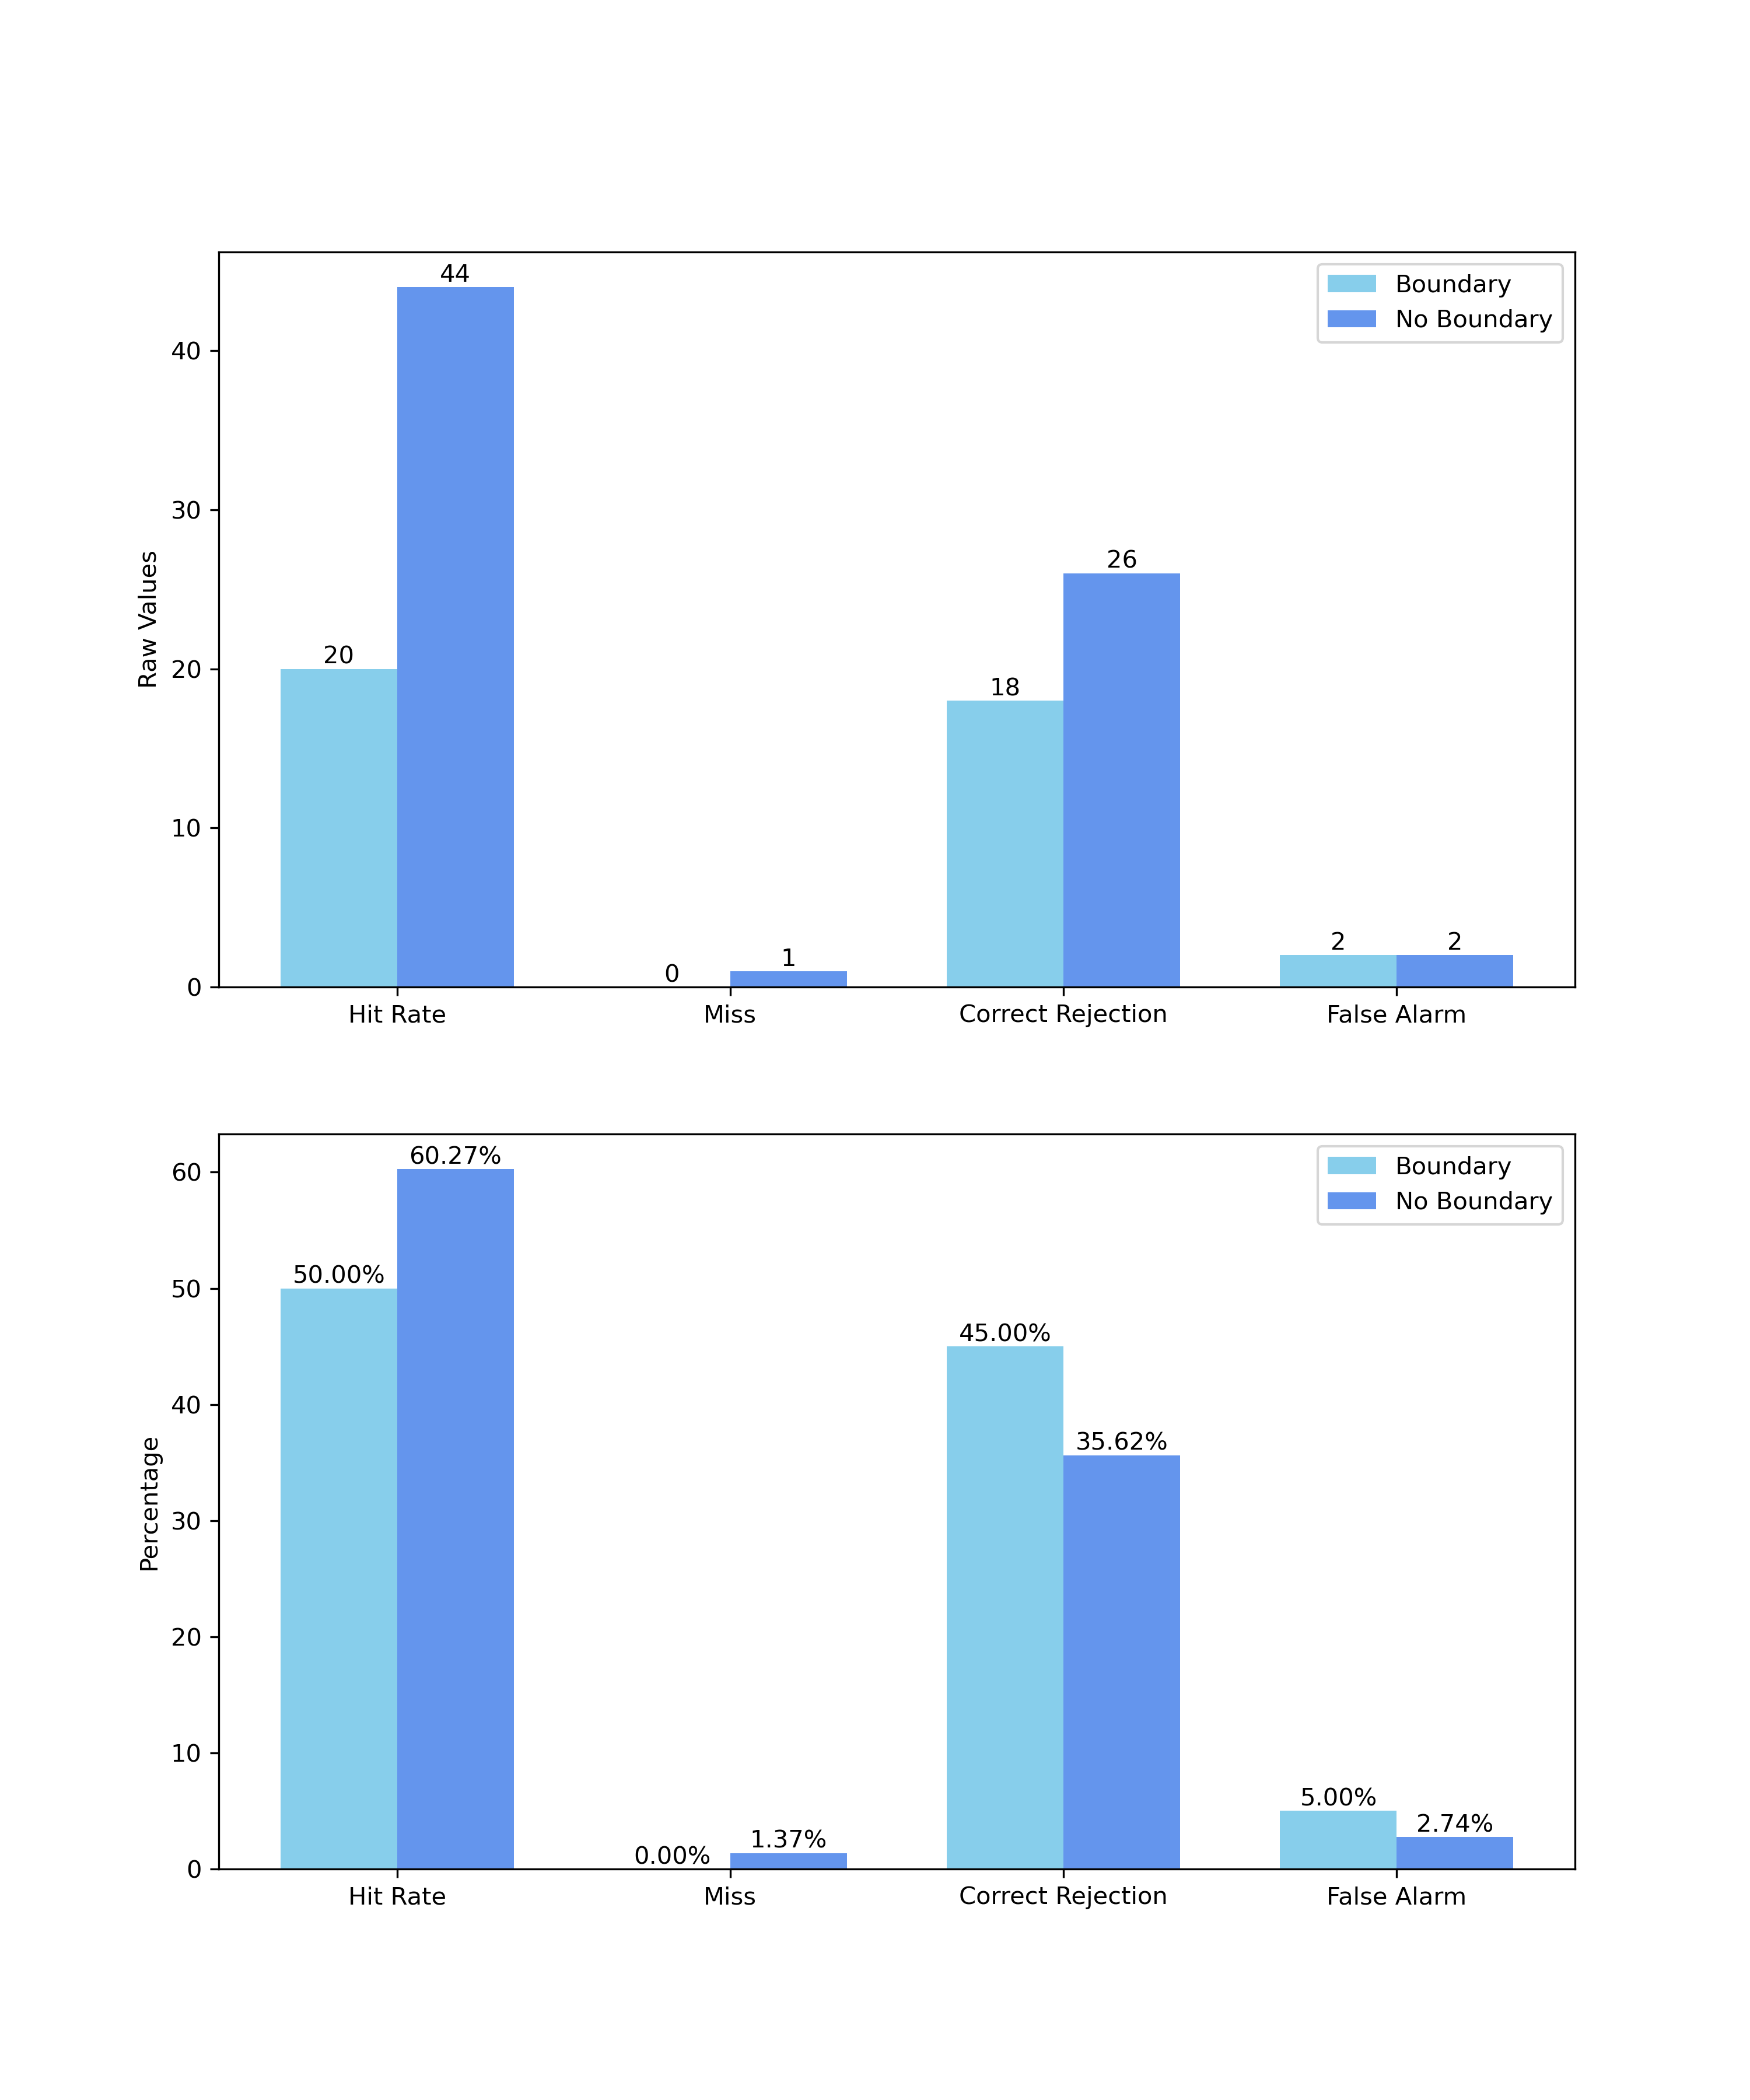 44
Boundary
No Boundary
40
30
26
Raw Values
20
20
18
10
2
2
1
0
0
Hit Rate
Miss
Correct Rejection
False Alarm
60.27%
Boundary
No Boundary
60
50.00%
50
45.00%
40
35.62%
Percentage
30
20
10
5.00%
2.74%
1.37%
0.00%
0
Hit Rate
Miss
Correct Rejection
False Alarm